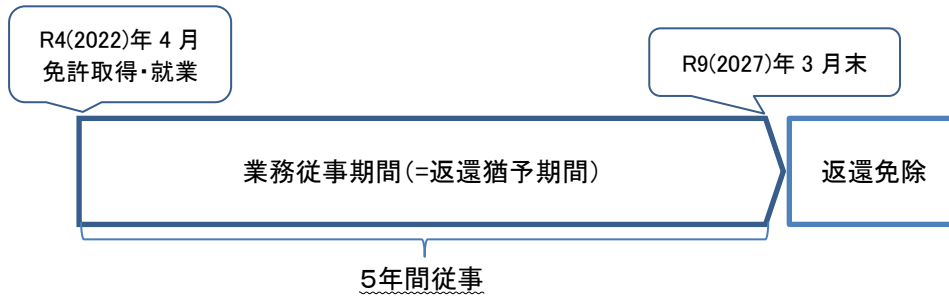 R4(2022)年 4 月
免許取得・就業
R9(2027)年 3 月末
業務従事期間(=返還猶予期間)
返還免除
５年間従事